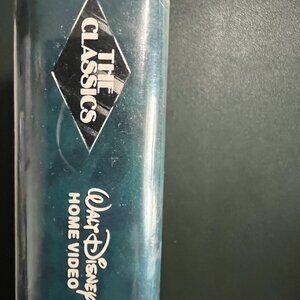 THE
CLASSICS
WALT DISNEY
HOME VIDEO